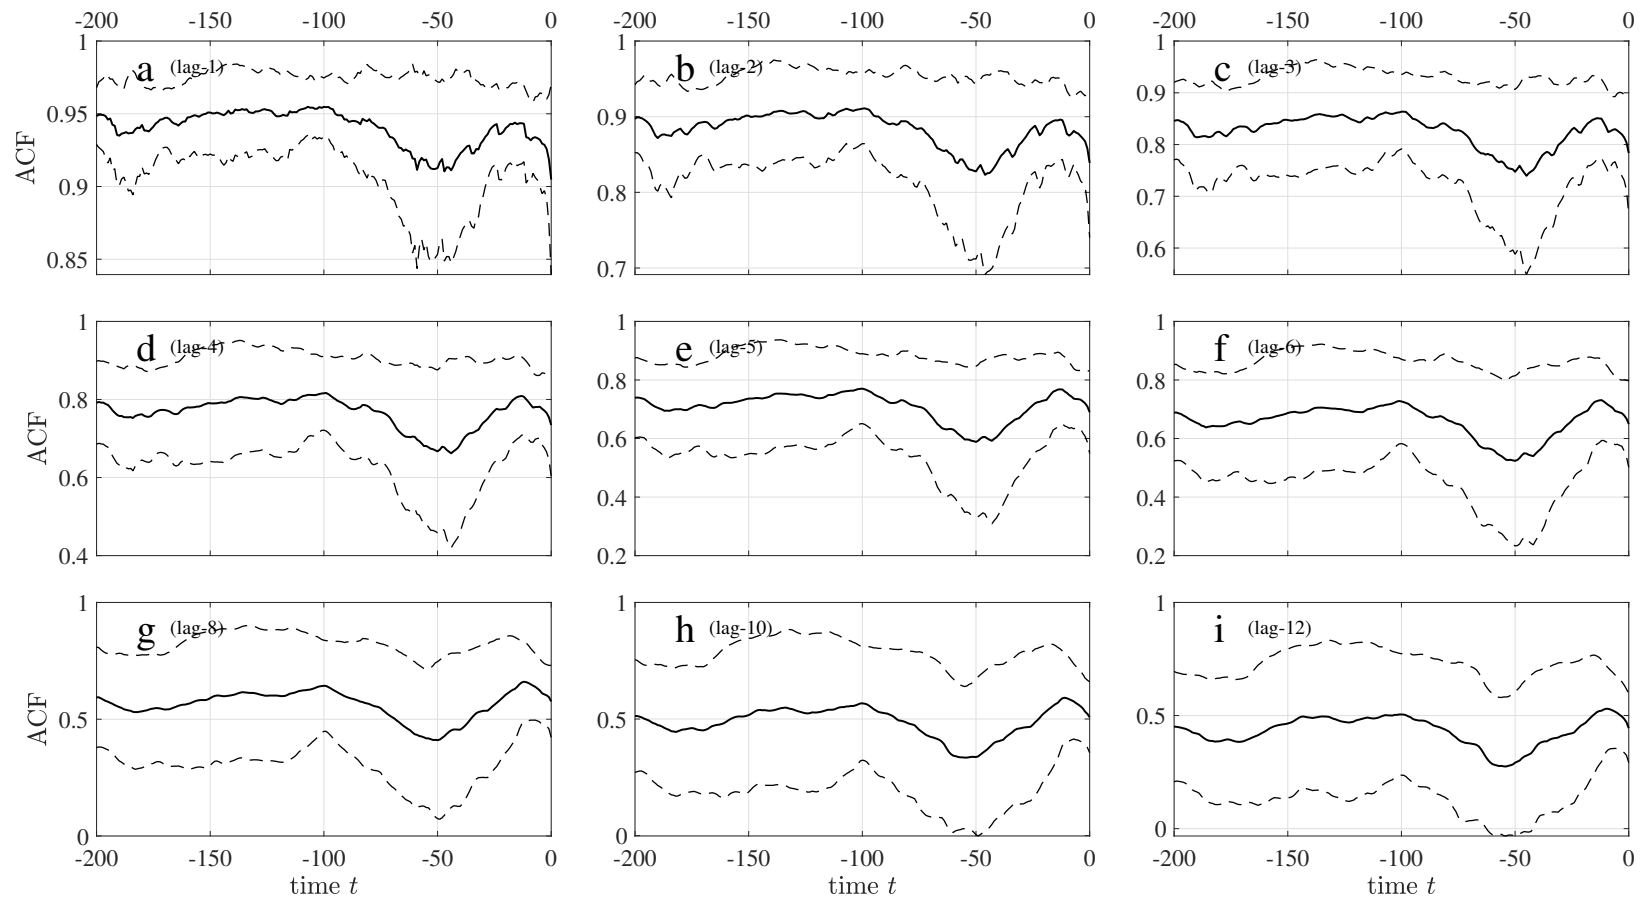 -200 -150 -100 -50 0 -200 -150 -100 -50 0 -200 -150 -100 -50 0
a (lag-1)
1
0.95
0.9
0.85
ACF
b (lag-2)
1
0.9
0.8
0.7
c (lag-3)
1
0.9
0.8
0.7
0.6
d (lag-4)
1
0.8
0.6
0.4
ACF
e (lag-5)
1
0.8
0.6
0.4
0.2
f (lag-6)
1
0.8
0.6
0.4
0.2
g (lag-8)
1
0.5
0
ACF
h (lag-10)
1
0.5
0
i (lag-12)
1
0.5
0
-200 -150 -100 -50 0 -200 -150 -100 -50 0 -200 -150 -100 -50 0
time t time t time t